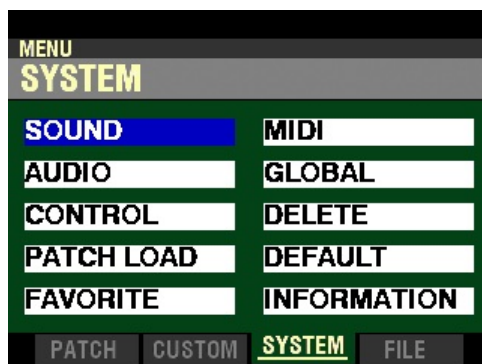 MENU
SYSTEM
SOUND
MIDI
AUDIO
GLOBAL
CONTROL
DELETE
PATCH LOAD
DEFAULT
FAVORITE
INFORMATION
PATCH CUSTOM SYSTEM FILE